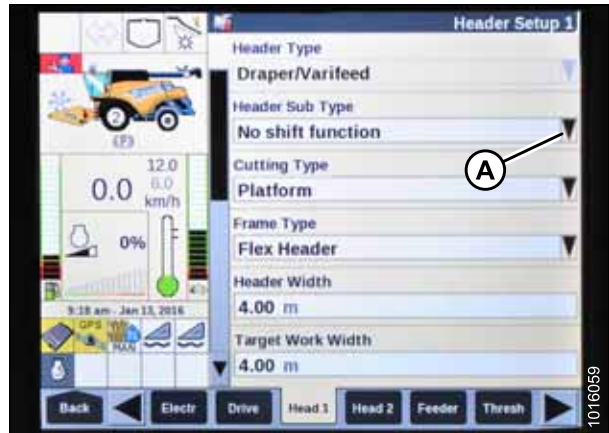 Header Setup 1
Header Type
Draper/Varifeed
Header Sub Type
No shift function
A
Cutting Type
Platform
Frame Type
Flex Header
Header Width
4.00 m
Target Work Width
4.00 m
2
(F)
12.0
0.0 6.0
km/h
0%
9:18 am - Jan 13, 2016
GPS
MAN
Back
Electr
Drive
Head 1
Head 2
Feeder
Thresh
1016059